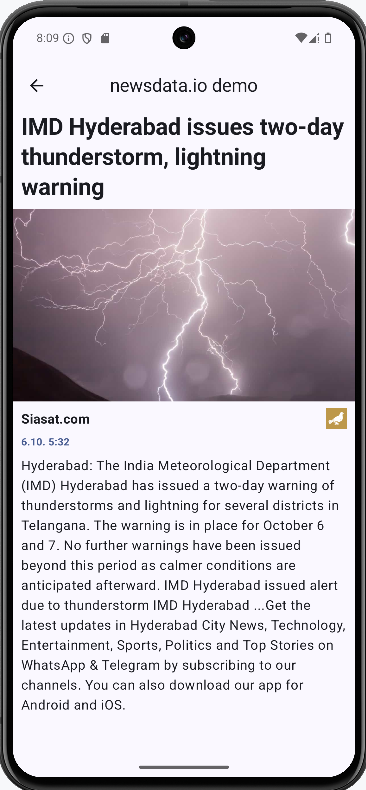 8:09
newsdata.io demo
IMD Hyderabad issues two-day
thunderstorm, lightning
warning
Siasat.com
6.10. 5:32
Hyderabad: The India Meteorological Department
(IMD) Hyderabad has issued a two-day warning of
thunderstorms and lightning for several districts in
Telangana. The warning is in place for October 6
and 7. No further warnings have been issued
beyond this period as calmer conditions are
anticipated afterward. IMD Hyderabad issued alert
due to thunderstorm IMD Hyderabad ...Get the
latest updates in Hyderabad City News, Technology,
Entertainment, Sports, Politics and Top Stories on
WhatsApp & Telegram by subscribing to our
channels. You can also download our app for
Android and iOS.